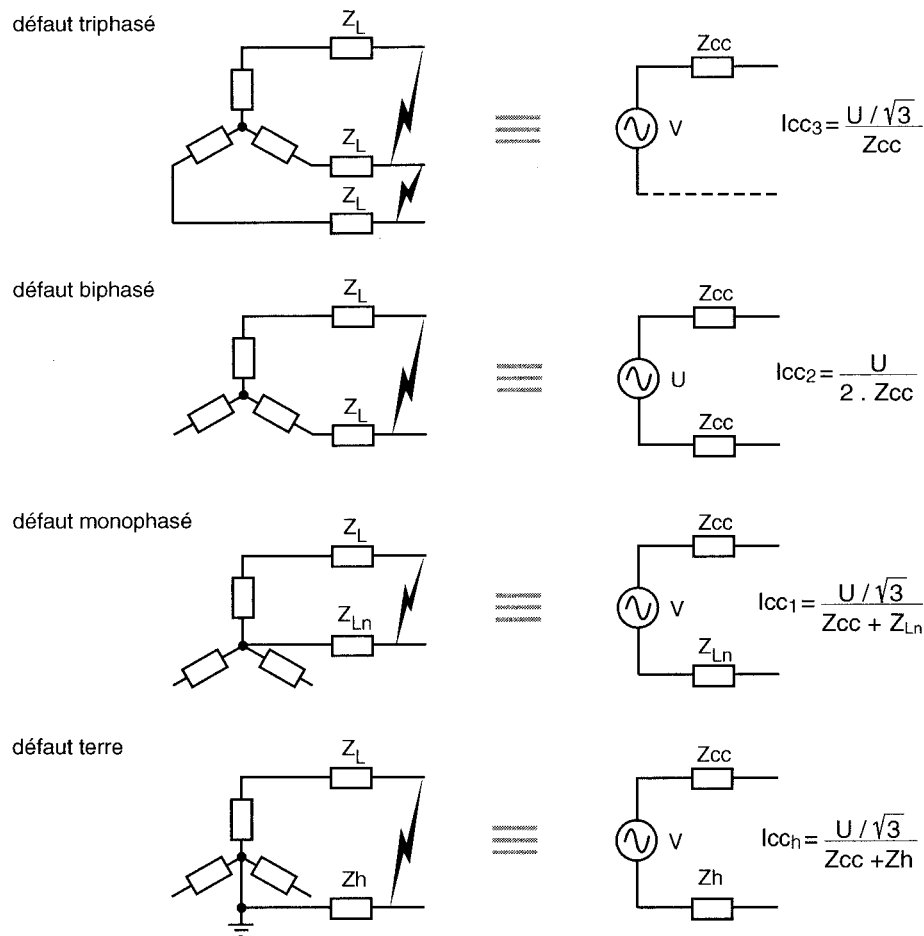 défaut triphasé
Z_L
Z_L
Z_L
Zcc
V
Icc₃ = U / √3 / Zcc
défaut biphasé
Z_L
Z_L
Zcc
U
Zcc
Icc₂ = U / 2 . Zcc
défaut monophasé
Z_L
Z_Ln
Zcc
V
Z_Ln
Icc₁ = U / √3 / Zcc + Z_Ln
défaut terre
Z_L
Zh
Zcc
V
Zh
Icc_h = U / √3 / Zcc + Zh